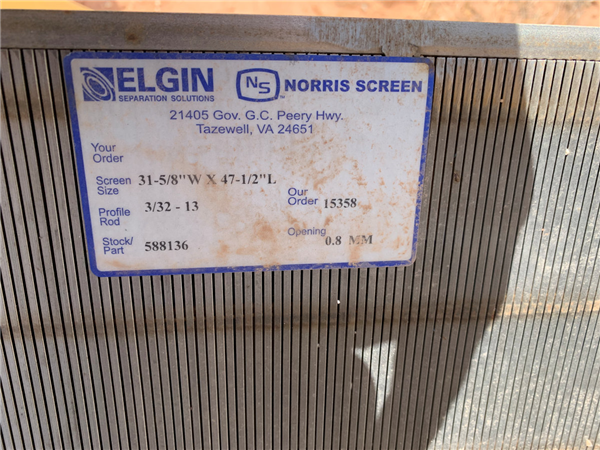 ELGIN NS NORRIS SCREEN
SEPARATION SOLUTIONS
21405 Gov. G.C. Peery Hwy.
Tazewell, VA 24651
Your
Order
Screen Size 31-5/8"W X 47-1/2"L
Profile Rod 3/32 - 13
Our Order 15358
Stock/Part 588136
Opening 0.8 MM